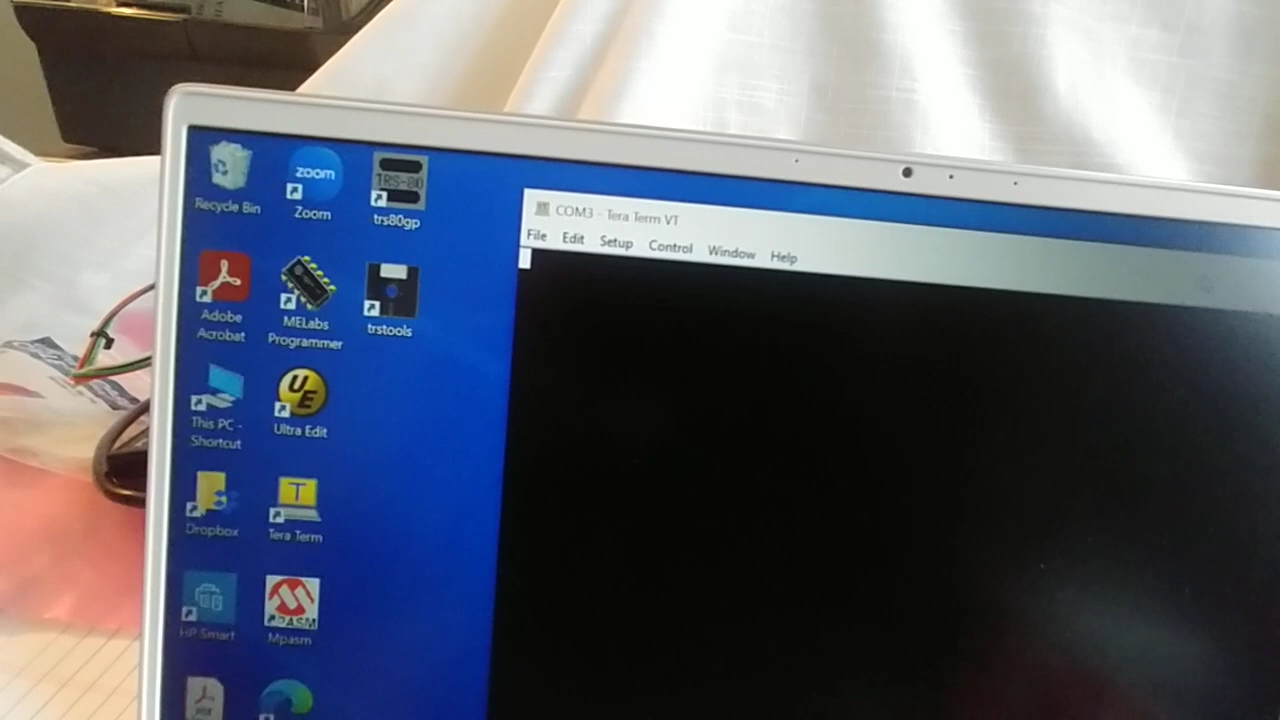 Recycle Bin
zoom
Zoom
TRS-80
trs80gp
Adobe
Acrobat
MELabs
Programmer
trstools
This PC -
Shortcut
UE
Ultra Edit
Dropbox
T
Tera Term
HP Smart
PASM
Mpasm
COM3 - Tera Term VT
File Edit Setup Control Window Help